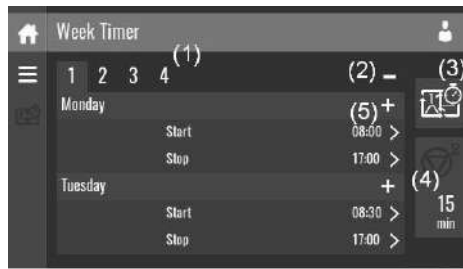 Week Timer
(1)
1 2 3 4
(2)
(3)
Monday
(5)
Start 08:00
Stop 17:00
Tuesday
(4)
Start 08:30
Stop 17:00
15
min